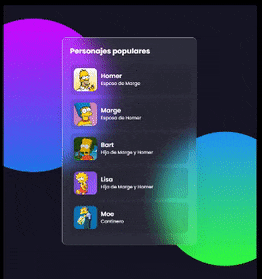 Personajes populares
Homer
Esposo de Marge
Marge
Esposa de Homer
Bart
Hijo de Marge y Homer
Lisa
Hija de Marge y Homer
Moe
Cantinero